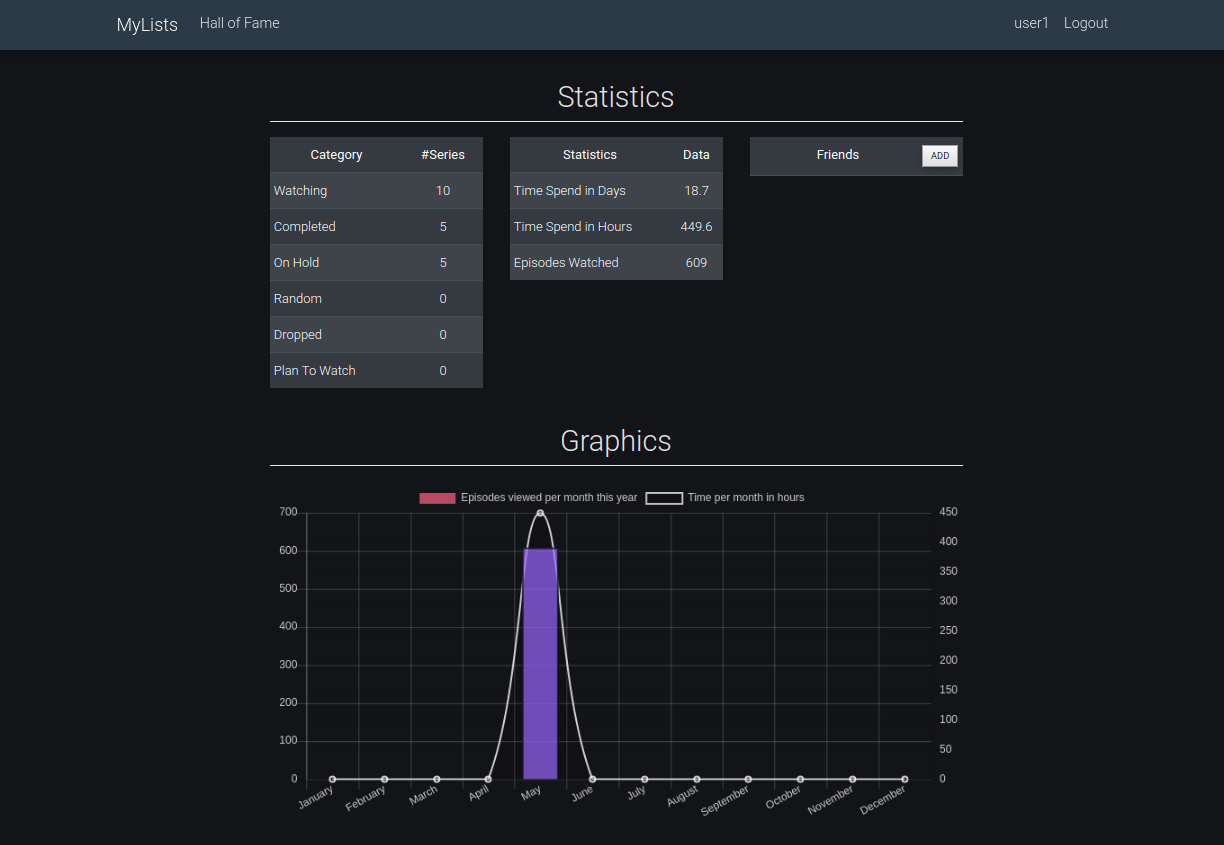 MyLists Hall of Fame user1 Logout
Statistics
Category #Series
Watching 10
Completed 5
On Hold 5
Random 0
Dropped 0
Plan To Watch 0
Statistics Data
Time Spend in Days 18.7
Time Spend in Hours 449.6
Episodes Watched 609
Friends ADD
Graphics
Episodes viewed per month this year Time per month in hours
700
600
500
400
300
200
100
0
450
400
350
300
250
200
150
100
50
0
January February March April May June July August September October November December